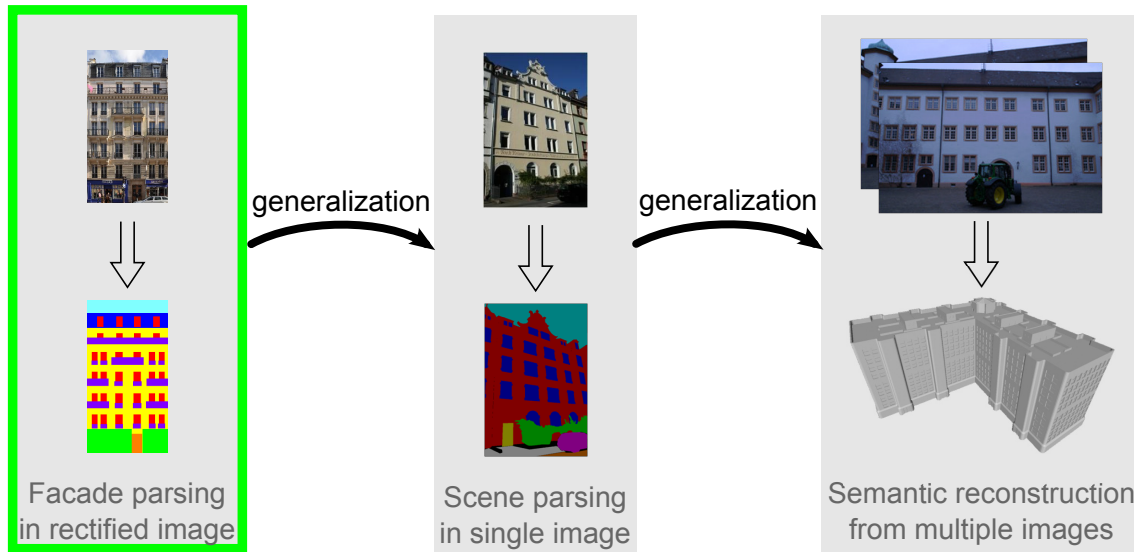 generalization
generalization
Facade parsing
in rectified image
Scene parsing
in single image
Semantic reconstruction
from multiple images